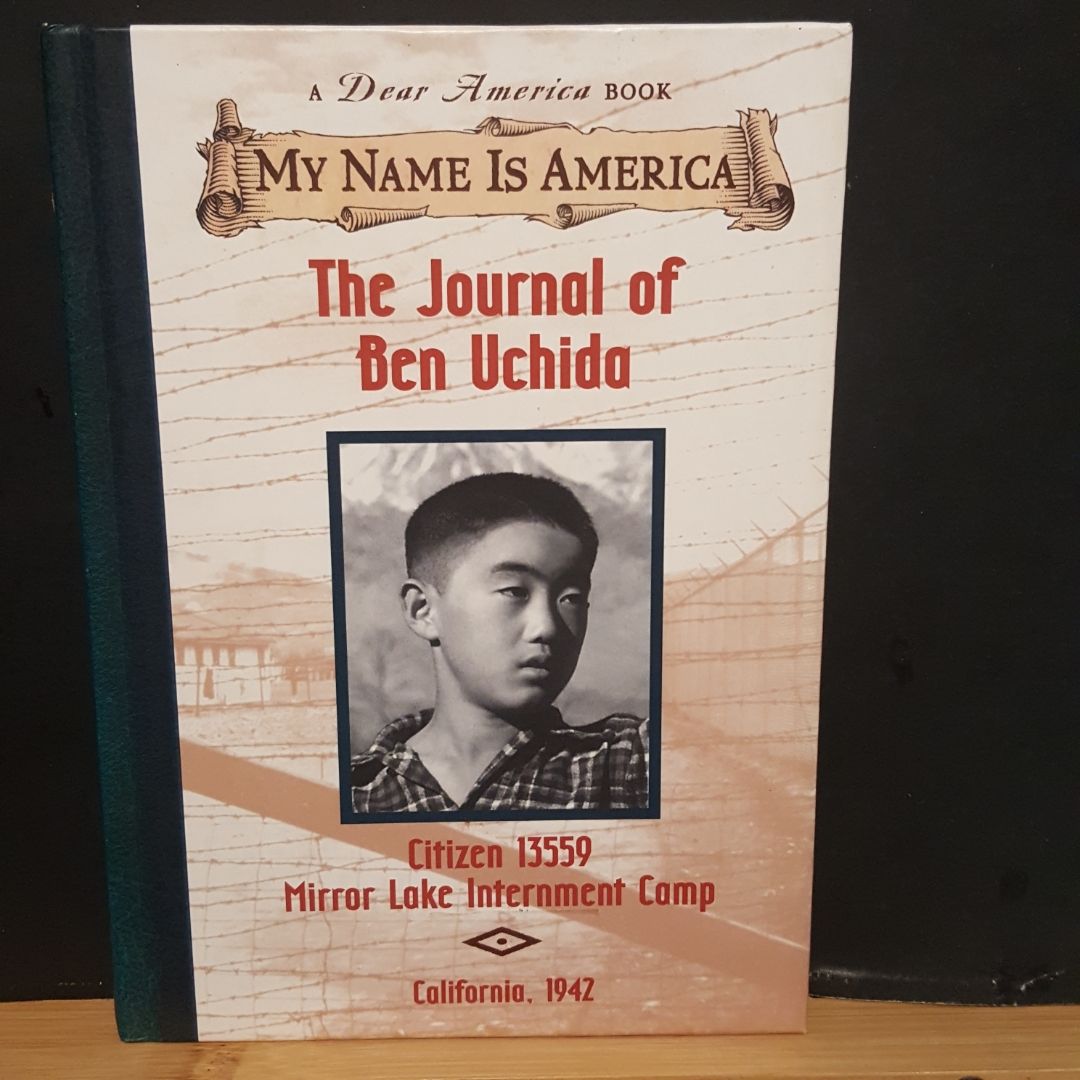 A Dear America BOOK
MY NAME IS AMERICA
The Journal of
Ben Uchida
Citizen 13559
Mirror Lake Internment Camp
California, 1942